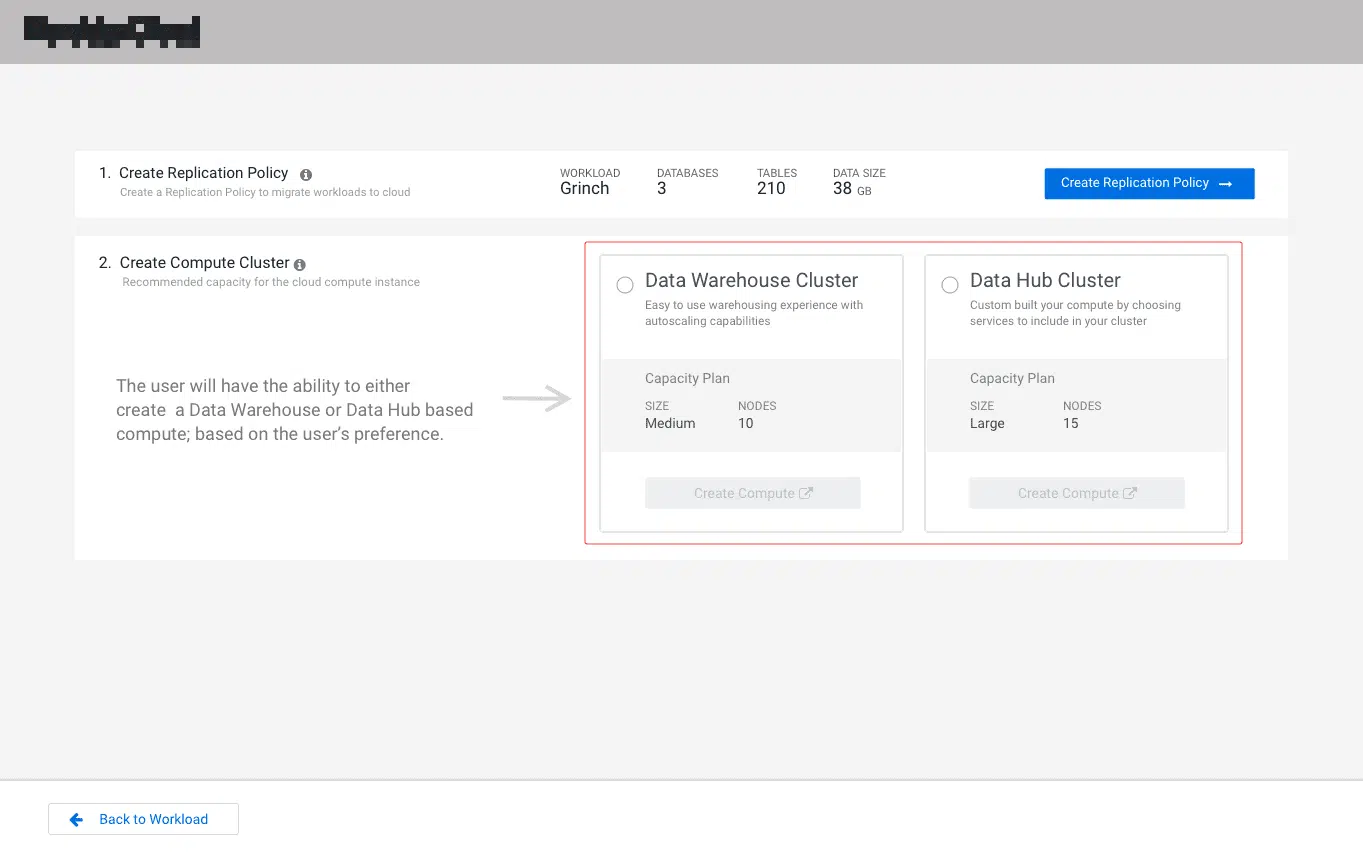 1. Create Replication Policy
Create a Replication Policy to migrate workloads to cloud
WORKLOAD DATABASES TABLES DATA SIZE
Grinch 3 210 38 GB
Create Replication Policy
2. Create Compute Cluster
Recommended capacity for the cloud compute instance
The user will have the ability to either
create a Data Warehouse or Data Hub based
compute; based on the user’s preference.
Data Warehouse Cluster
Easy to use warehousing experience with
autoscaling capabilities
Capacity Plan
SIZE NODES
Medium 10
Create Compute
Data Hub Cluster
Custom built your compute by choosing
services to include in your cluster
Capacity Plan
SIZE NODES
Large 15
Create Compute
Back to Workload